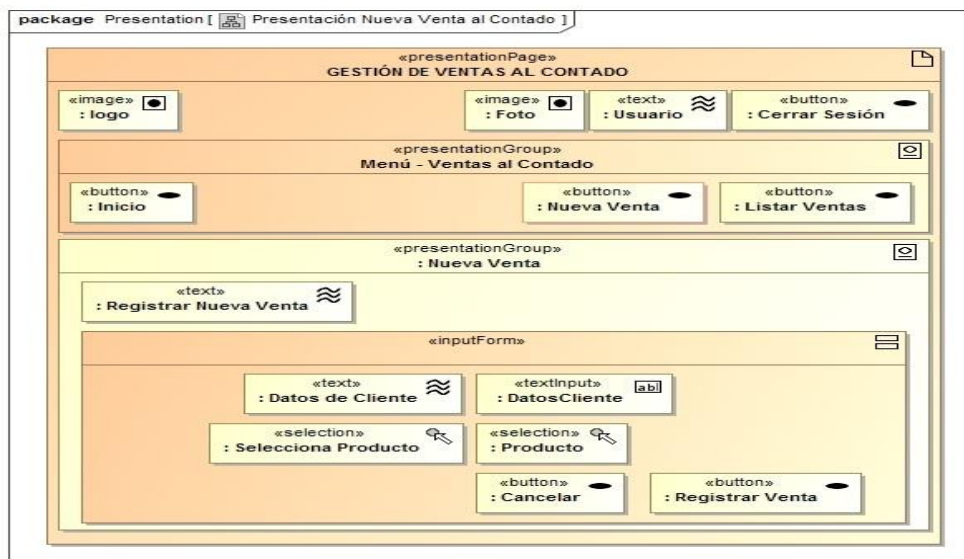 package Presentation [ Presentación Nueva Venta al Contado ]
«presentationPage»
GESTIÓN DE VENTAS AL CONTADO
«image» «image» «text» «button»
: logo : Foto : Usuario : Cerrar Sesión
«presentationGroup»
Menú - Ventas al Contado
«button» «button» «button»
: Inicio : Nueva Venta : Listar Ventas
«presentationGroup»
: Nueva Venta
«text»
: Registrar Nueva Venta
«inputForm»
«text» «textInput» ab
: Datos de Cliente : DatosCliente
«selection» «selection»
: Selecciona Producto : Producto
«button» «button»
: Cancelar : Registrar Venta